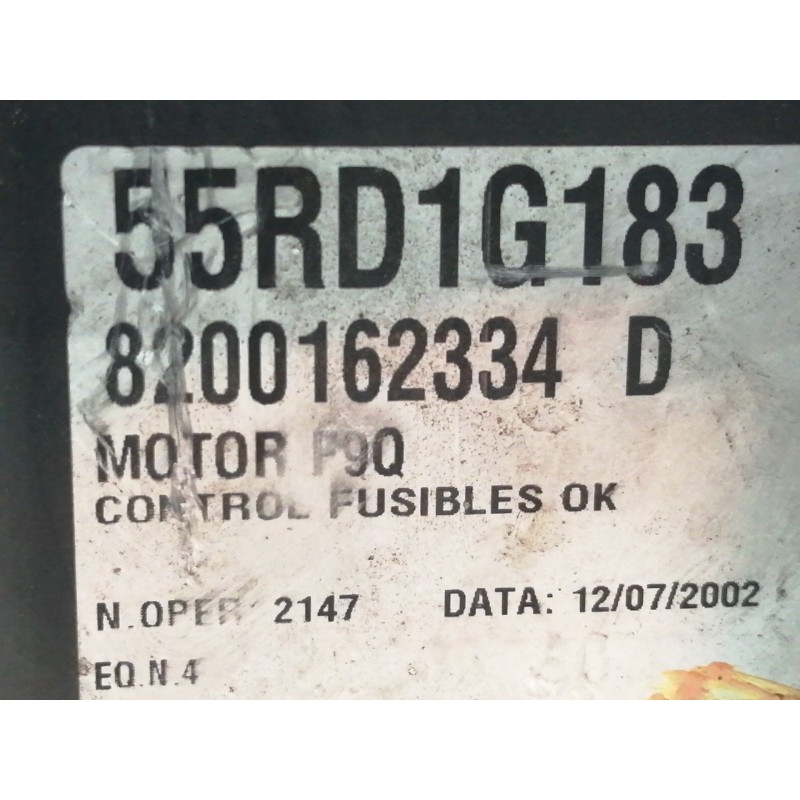 55RD1G183
8200162334 D
MOTOR F9Q
CONTROL FUSIBLES OK
N.OPER: 2147 DATA: 12/07/2002
EQ.N.4